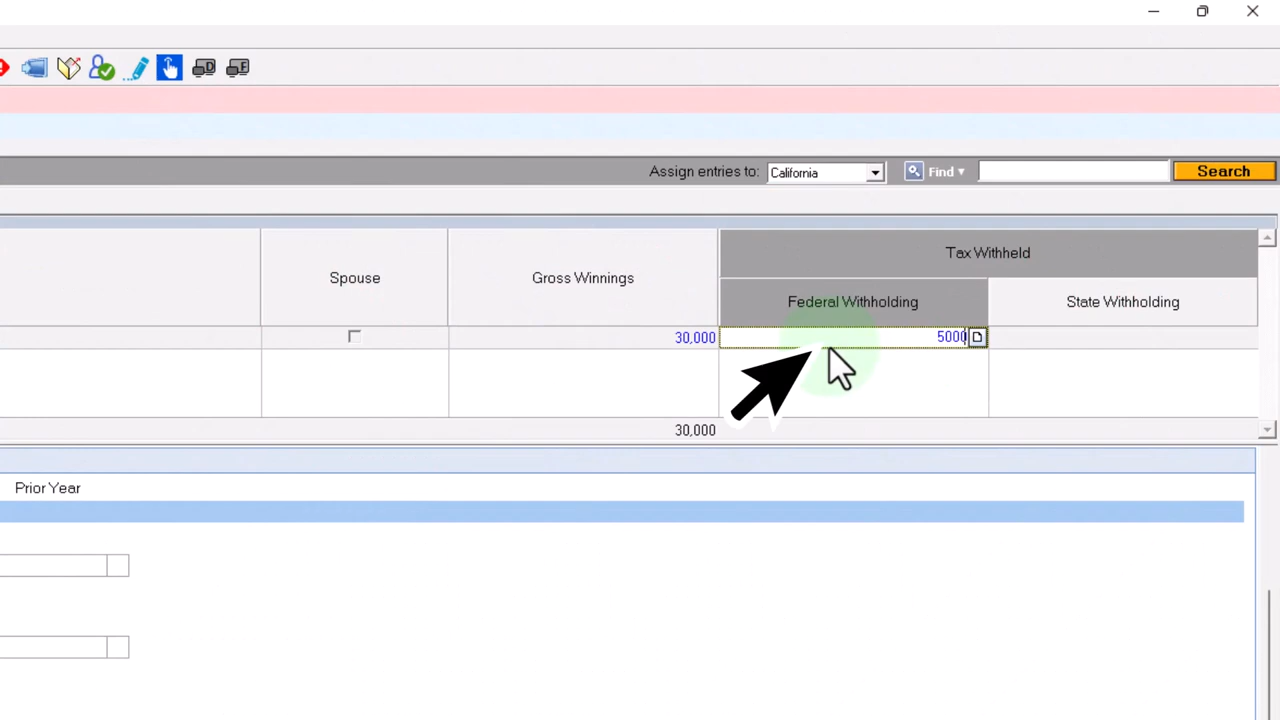 D F
Assign entries to: California Find Search
Tax Withheld
Spouse Gross Winnings
Federal Withholding State Withholding
30,000 5000
30,000
Prior Year